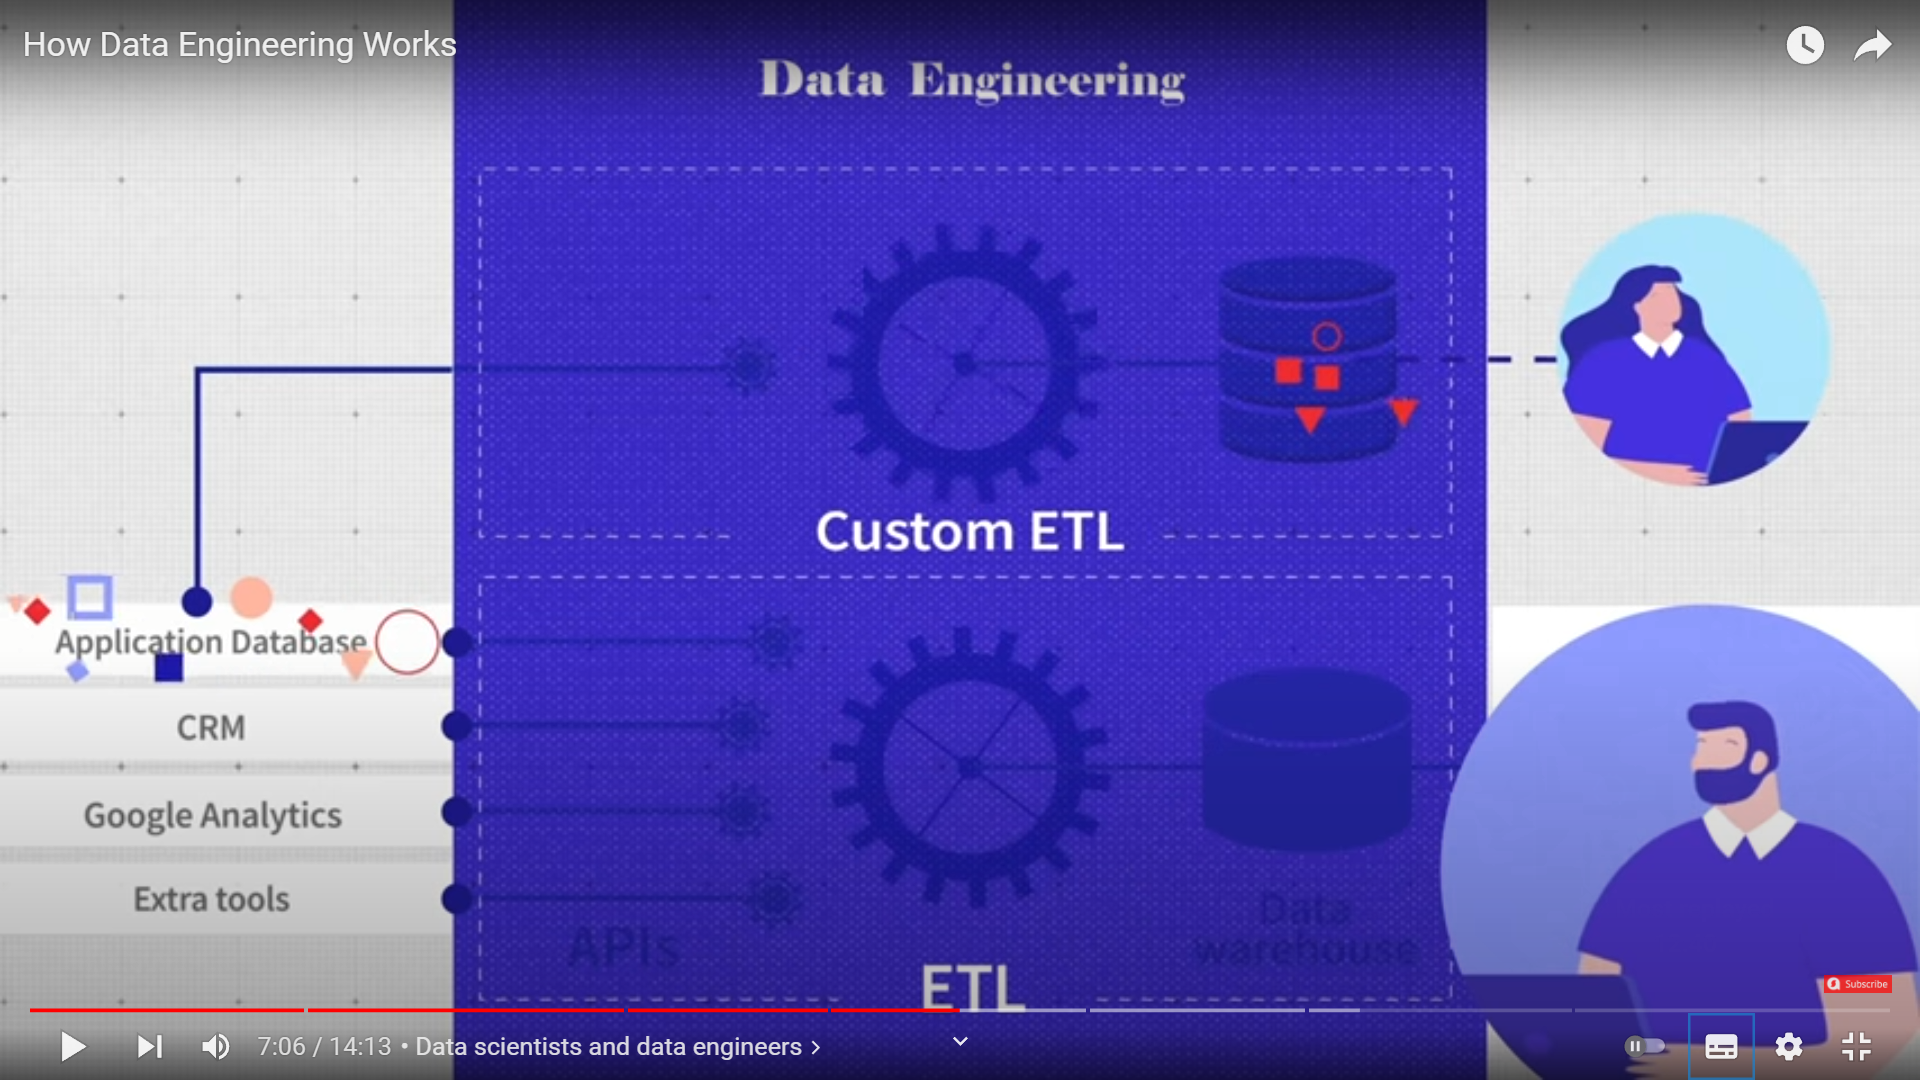 How Data Engineering Works
Data Engineering
Custom ETL
Application Database
CRM
Google Analytics
Extra tools
APIs
Data
warehouse
ETL
Subscribe
7:06 / 14:13 • Data scientists and data engineers